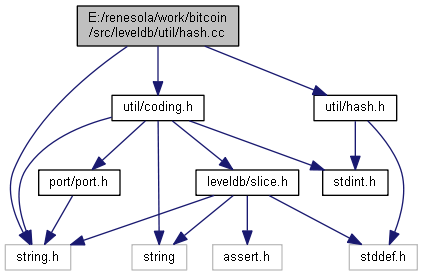 E:/renesola/work/bitcoin
/src/leveldb/util/hash.cc
util/coding.h
util/hash.h
port/port.h
leveldb/slice.h
stdint.h
string.h
string
assert.h
stddef.h